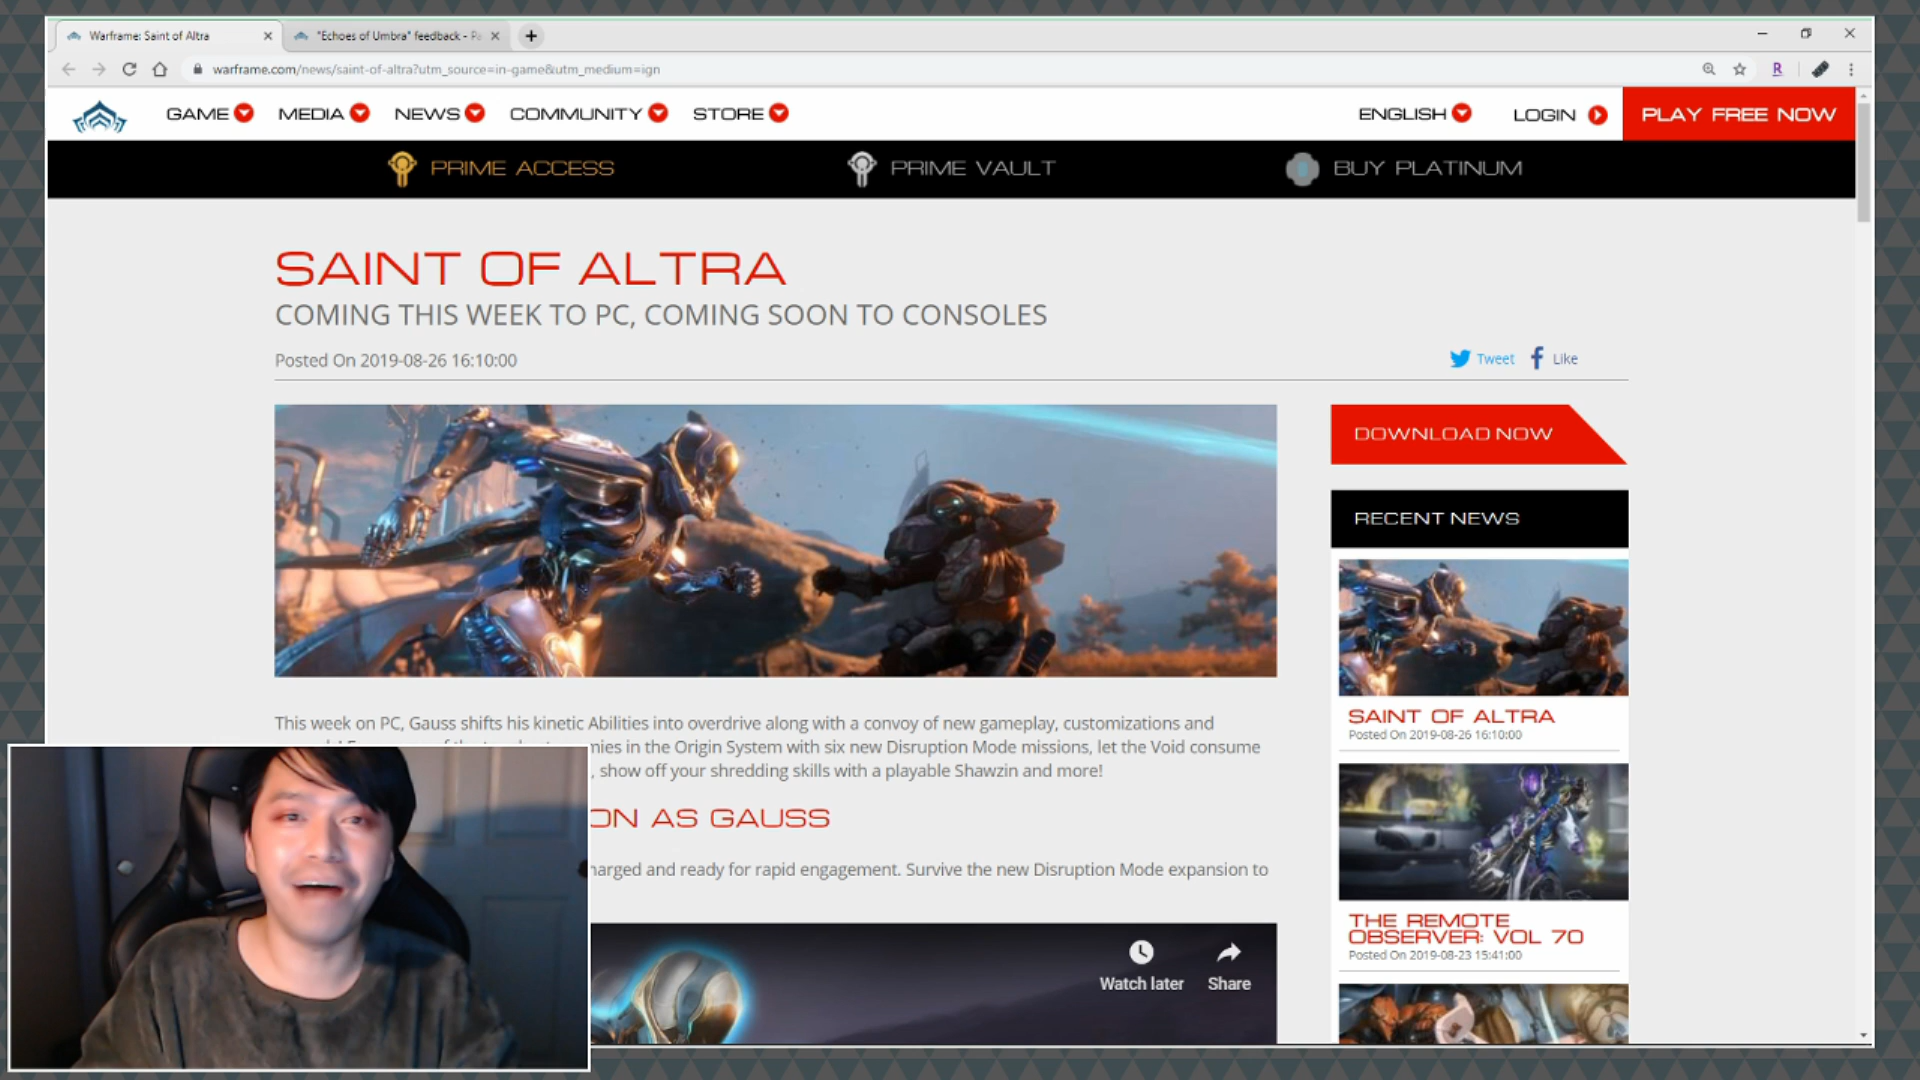 Warframe: Saint of Altra
"Echoes of Umbra" feedback - Pa
warframe.com/news/saint-of-altra?utm_source=in-game&utm_medium=ign
R
GAME
MEDIA
NEWS
COMMUNITY
STORE
ENGLISH
LOGIN
PLAY FREE NOW
PRIME ACCESS
PRIME VAULT
BUY PLATINUM
SAINT OF ALTRA
COMING THIS WEEK TO PC, COMING SOON TO CONSOLES
Posted On 2019-08-26 16:10:00
Tweet
Like
This week on PC, Gauss shifts his kinetic Abilities into overdrive along with a convoy of new gameplay, customizations and
mies in the Origin System with six new Disruption Mode missions, let the Void consume
, show off your shredding skills with a playable Shawzin and more!
ON AS GAUSS
harged and ready for rapid engagement. Survive the new Disruption Mode expansion to
Watch later
Share
DOWNLOAD NOW
RECENT NEWS
SAINT OF ALTRA
Posted On 2019-08-26 16:10:00
THE REMOTE
OBSERVER: VOL 70
Posted On 2019-08-23 15:41:00